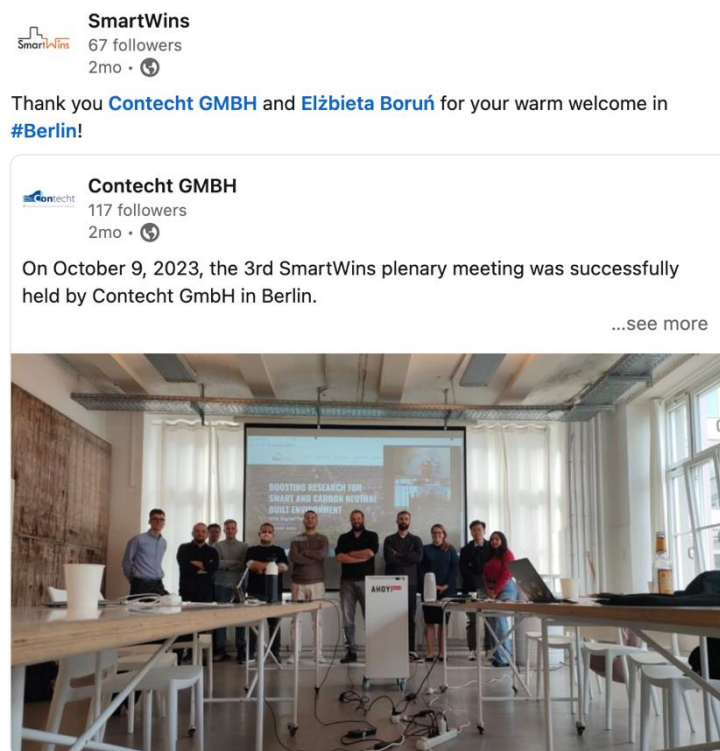 SmartWins
SmartWins
67 followers
2mo •
Thank you Contecht GMBH and Elżbieta Boruń for your warm welcome in
#Berlin!
Contecht
Contecht GMBH
117 followers
2mo •
On October 9, 2023, the 3rd SmartWins plenary meeting was successfully
held by Contecht GmbH in Berlin.
...see more
BOOSTING RESEARCH FOR
SMART AND CARBON NEUTRAL
BUILT ENVIRONMENT
AHOY